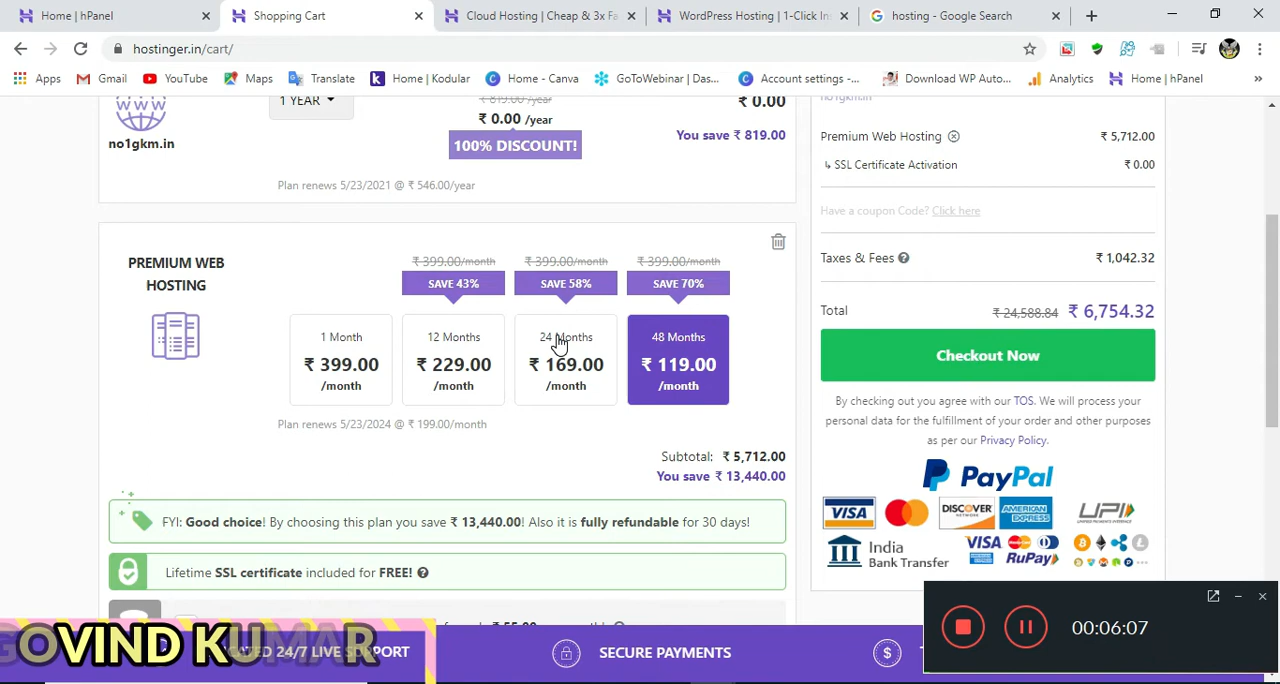 Home | hPanel
Shopping Cart
Cloud Hosting | Cheap & 3x Fa
WordPress Hosting | 1-Click In
hosting - Google Search
hostinger.in/cart/
Apps
Gmail
YouTube
Maps
Translate
Home | Kodular
Home - Canva
GoToWebinar | Das...
Account settings -...
Download WP Auto...
Analytics
Home | hPanel
WWW
no1gkm.in
1 YEAR
₹ 819.00/year
₹ 0.00 /year
100% DISCOUNT!
₹ 0.00
You save ₹ 819.00
Plan renews 5/23/2021 @ ₹ 546.00/year
PREMIUM WEB
HOSTING
₹ 399.00/month
SAVE 43%
₹ 399.00/month
SAVE 58%
₹ 399.00/month
SAVE 70%
1 Month
₹ 399.00
/month
12 Months
₹ 229.00
/month
24 Months
₹ 169.00
/month
48 Months
₹ 119.00
/month
Plan renews 5/23/2024 @ ₹ 199.00/month
Subtotal: ₹ 5,712.00
You save ₹ 13,440.00
FYI: Good choice! by choosing this plan you save ₹ 13,440.00! Also it is fully refundable for 30 days!
Lifetime SSL certificate included for FREE!
no1gkm.in
Premium Web Hosting
₹ 5,712.00
↳ SSL Certificate Activation
₹ 0.00
Have a coupon Code? Click here
Taxes & Fees
₹ 1,042.32
Total
₹ 24,588.84 ₹ 6,754.32
Checkout Now
By checking out you agree with our TOS. We will process your
personal data for the fulfillment of your order and other purposes
as per our Privacy Policy.
PayPal
VISA
DISCOVER
AMERICAN EXPRESS
UPI
India
Bank Transfer
VISA
RuPay
GOVIND KUMAR
24/7 LIVE SUPPORT
SECURE PAYMENTS
00:06:07